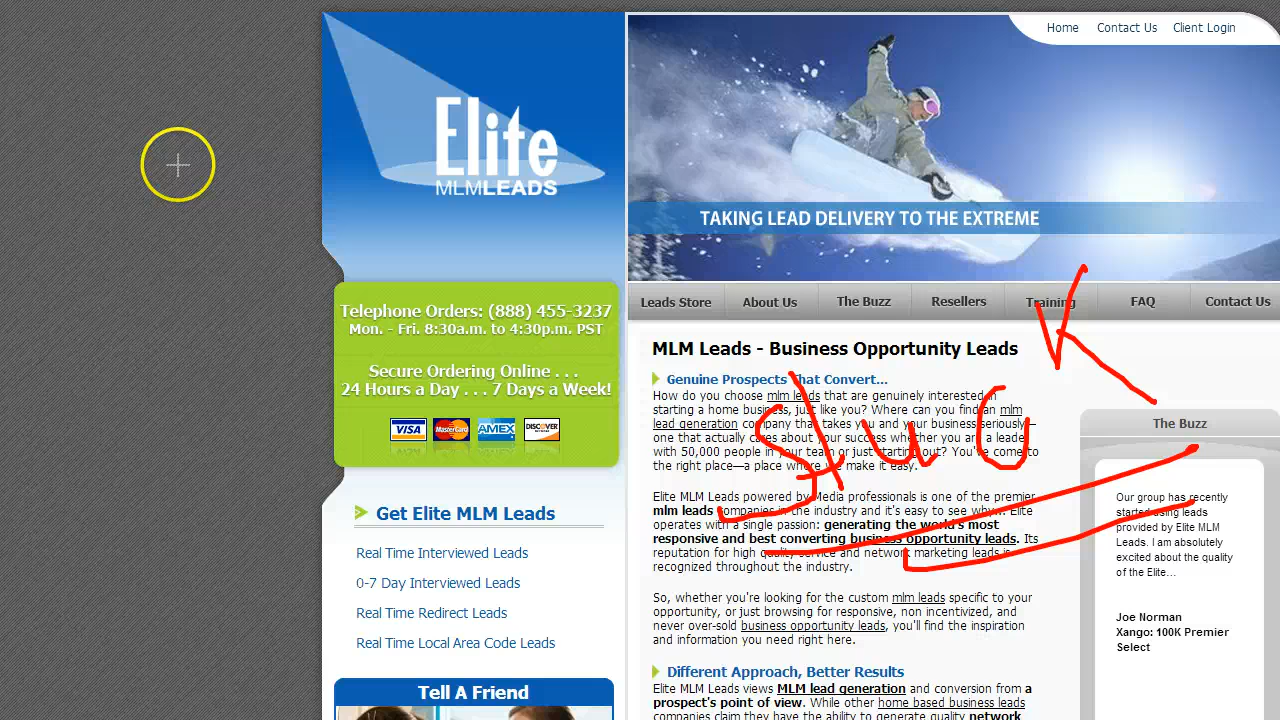 Home Contact Us Client Login
Elite
MLMLEADS
TAKING LEAD DELIVERY TO THE EXTREME
Telephone Orders: (888) 455-3237
Mon. - Fri. 8:30a.m. to 4:30p.m. PST
Secure Ordering Online . . .
24 Hours a Day . . . 7 Days a Week!
VISA MasterCard AMEX DISCOVER
Get Elite MLM Leads
Real Time Interviewed Leads
0-7 Day Interviewed Leads
Real Time Redirect Leads
Real Time Local Area Code Leads
Tell A Friend
Leads Store About Us The Buzz Resellers Training FAQ Contact Us
MLM Leads - Business Opportunity Leads
Genuine Prospects That Convert...
How do you choose mlm leads that are genuinely interested in
starting a home business, just like you? Where can you find an mlm
lead generation company that takes you and your business seriously—
one that actually cares about your success whether you are a leader
with 50,000 people in your team or just starting out? You've come to
the right place—a place where we make it easy.
Elite MLM Leads powered by Media professionals is one of the premier
mlm leads companies in the industry and it's easy to see why... Elite
operates with a single passion: generating the world's most
responsive and best converting business opportunity leads. Its
reputation for high quality service and network marketing leads is
recognized throughout the industry.
So, whether you're looking for the custom mlm leads specific to your
opportunity, or just browsing for responsive, non incentivized, and
never over-sold business opportunity leads, you'll find the inspiration
and information you need right here.
Different Approach, Better Results
Elite MLM Leads views MLM lead generation and conversion from a
prospect's point of view. While other home based business leads
companies claim they have the ability to generate quality network
The Buzz
Our group has recently
started using leads
provided by Elite MLM
Leads. I am absolutely
excited about the quality
of the Elite...
Joe Norman
Xango: 100K Premier
Select